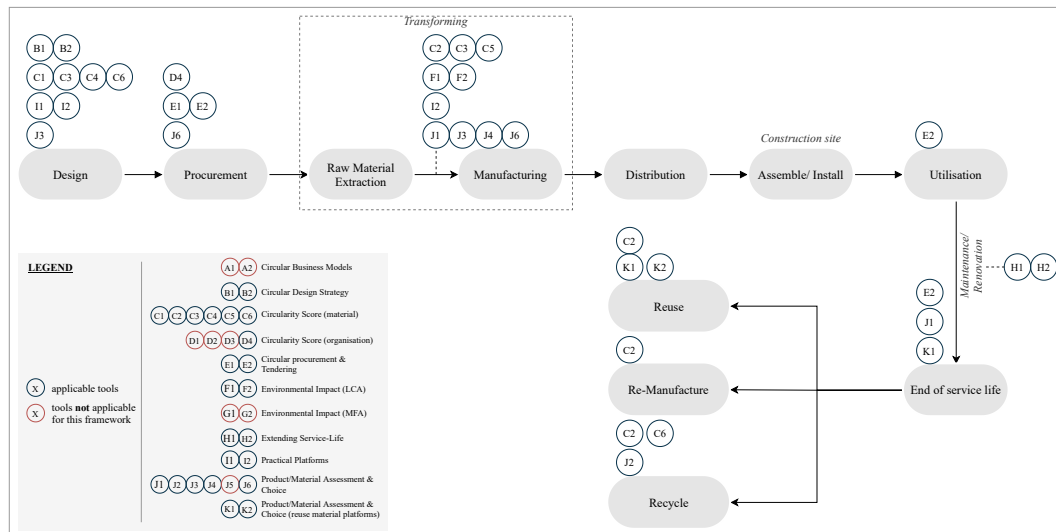 Transforming
B1 B2
C1 C3 C4 C6
I1 I2
J3
Design
D4
E1 E2
J6
Procurement
Raw Material
Extraction
C2 C3 C5
F1 F2
I2
J1 J3 J4 J6
Manufacturing
Distribution
Construction site
Assemble/ Install
E2
Utilisation
Maintenance/
Renovation
H1 H2
E2
J1
K1
End of service life
C2
K1 K2
Reuse
C2
Re-Manufacture
C2 C6
J2
Recycle
LEGEND
X applicable tools
X tools not applicable
for this framework
A1 A2 Circular Business Models
B1 B2 Circular Design Strategy
C1 C2 C3 C4 C5 C6 Circularity Score (material)
D1 D2 D3 D4 Circularity Score (organisation)
E1 E2 Circular procurement &
Tendering
F1 F2 Environmental Impact (LCA)
G1 G2 Environmental Impact (MFA)
H1 H2 Extending Service-Life
I1 I2 Practical Platforms
J1 J2 J3 J4 J5 J6 Product/Material Assessment &
Choice
K1 K2 Product/Material Assessment &
Choice (reuse material platforms)